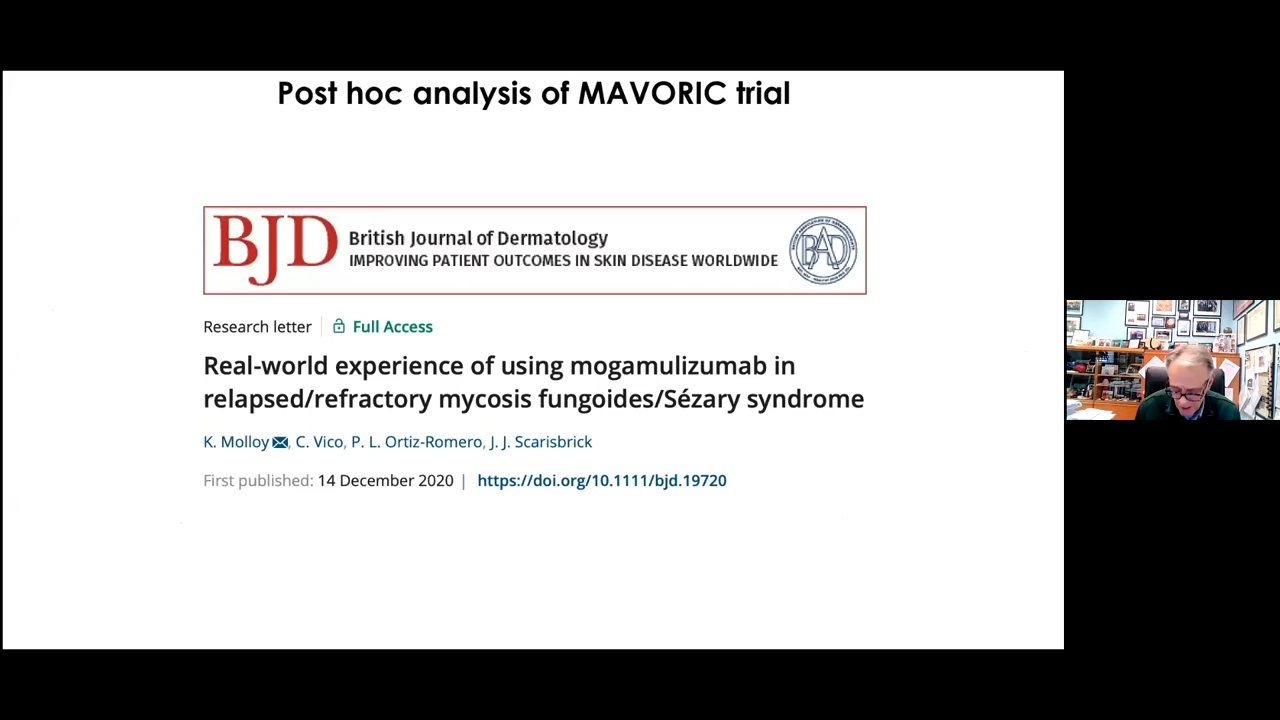 Post hoc analysis of MAVORIC trial
BJD
British Journal of Dermatology
IMPROVING PATIENT OUTCOMES IN SKIN DISEASE WORLDWIDE
BAD
Research letter | Full Access
Real-world experience of using mogamulizumab in
relapsed/refractory mycosis fungoides/Sézary syndrome
K. Molloy, C. Vico, P. L. Ortiz-Romero, J. J. Scarisbrick
First published: 14 December 2020 | https://doi.org/10.1111/bjd.19720